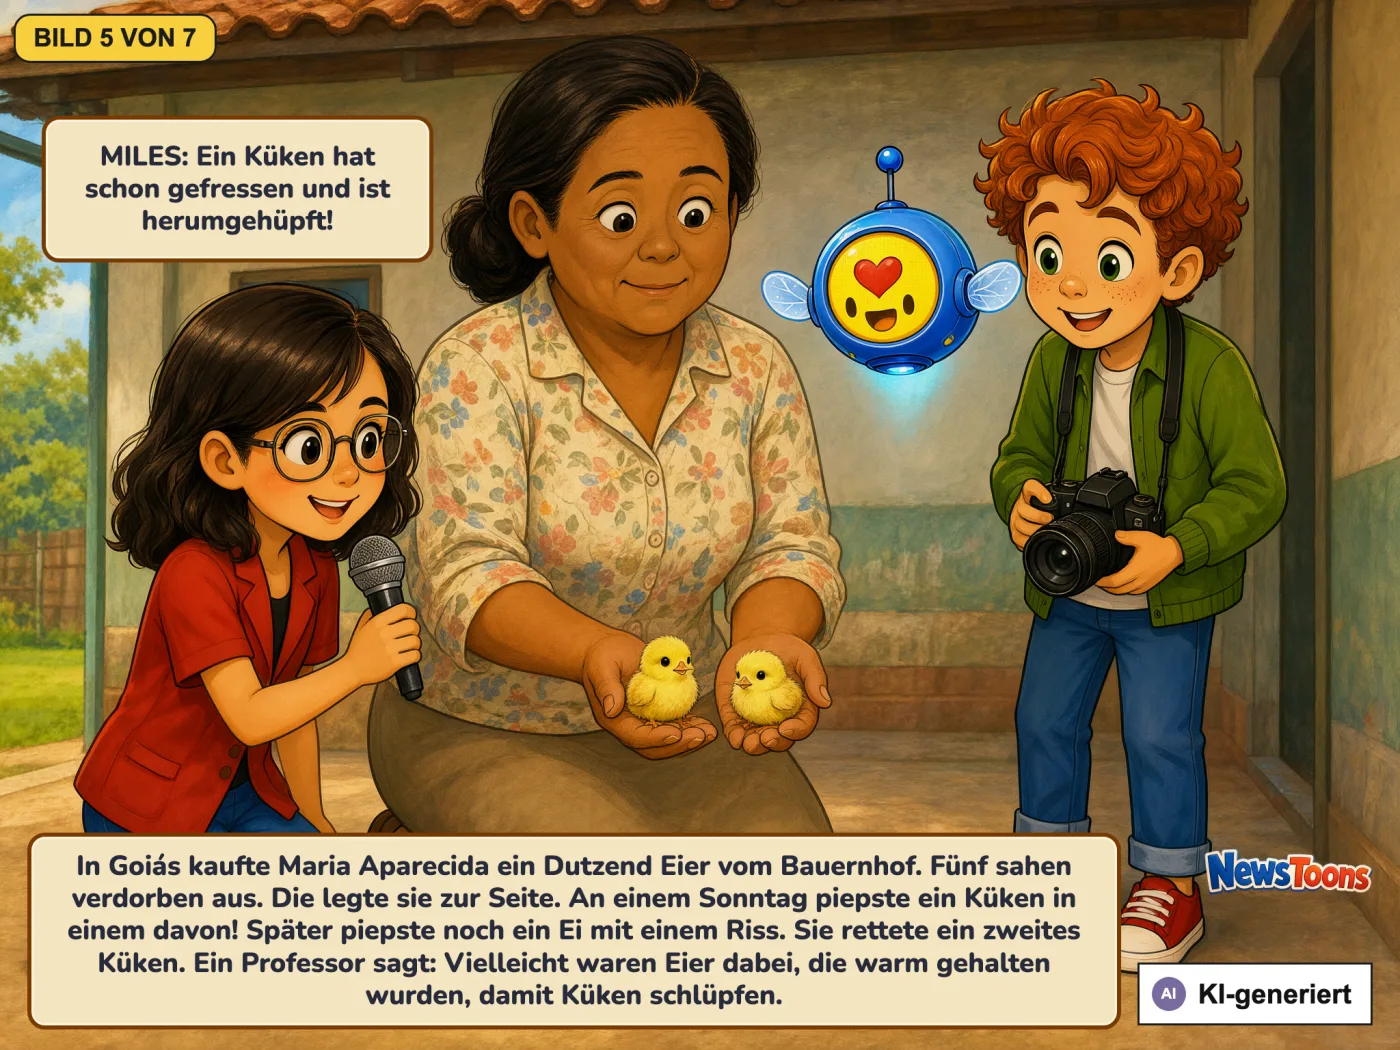 BILD 5 VON 7
MILES: Ein Küken hat
schon gefressen und ist
herumgehüpft!
In Goiás kaufte Maria Aparecida ein Dutzend Eier vom Bauernhof. Fünf sahen
verdorben aus. Die legte sie zur Seite. An einem Sonntag piepste ein Küken in
einem davon! Später piepste noch ein Ei mit einem Riss. Sie rettete ein zweites
Küken. Ein Professor sagt: Vielleicht waren Eier dabei, die warm gehalten
wurden, damit Küken schlüpfen.
NEWSTOONS
AI KI-generiert